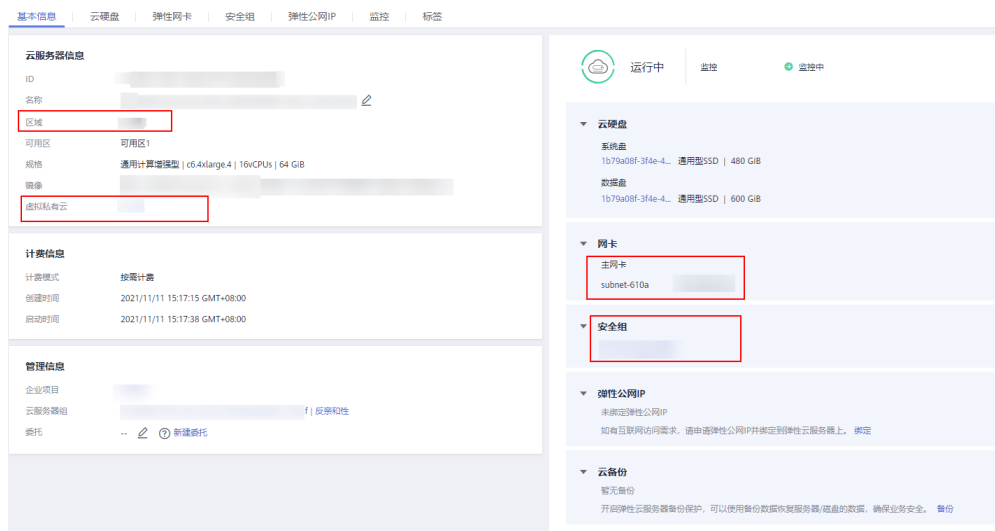 基本信息 云硬盘 弹性网卡 安全组 弹性公网IP 监控 标签
云服务器信息
ID
名称
区域
可用区 可用区1
规格 通用计算增强型 | c6.4xlarge.4 | 16vCPUs | 64 GiB
镜像
虚拟私有云
计费信息
计费模式 按需计费
创建时间 2021/11/11 15:17:15 GMT+08:00
启动时间 2021/11/11 15:17:38 GMT+08:00
管理信息
企业项目
云服务器组 f | 反亲和性
委托 -- 新建委托
运行中 监控 监控中
云硬盘
系统盘
1b79a08f-3f4e-4... 通用型SSD | 480 GiB
数据盘
1b79a08f-3f4e-4... 通用型SSD | 600 GiB
网卡
主网卡
subnet-610a
安全组
弹性公网IP
未绑定弹性公网IP
如有互联网访问需求，请申请弹性公网IP并绑定到弹性云服务器上。 绑定
云备份
暂无备份
开启弹性云服务器备份保护，可以使用备份数据恢复服务器/磁盘的数据，确保业务安全。 备份